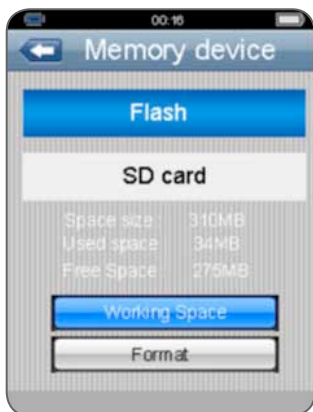 00:16
Memory device
Flash
SD card
Space size : 310MB
Used space : 34MB
Free Space : 275MB
Working Space
Format